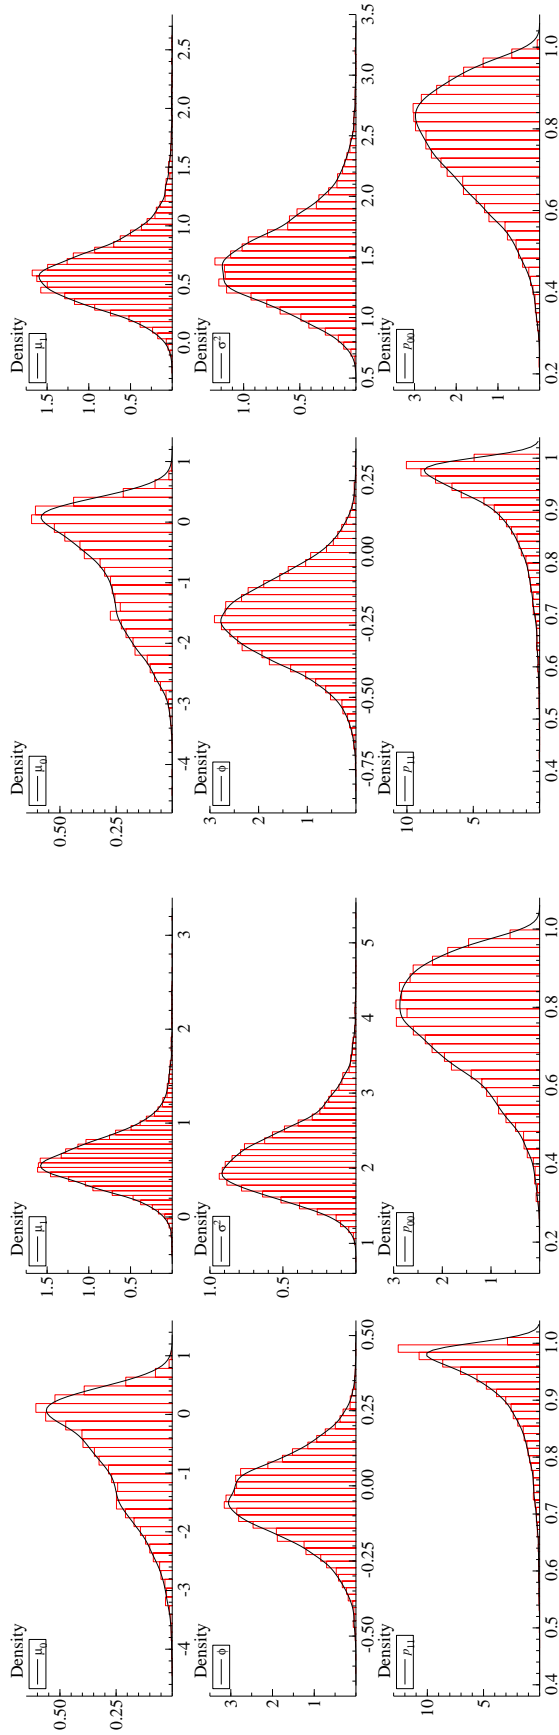 Density
μ₀
0.50
0.25
-4 -3 -2 -1 0 1
Density
μ₁
1.5
1.0
0.5
0 1 2 3
Density
μ₀
0.50
0.25
-4 -3 -2 -1 0 1
Density
μ₁
1.5
1.0
0.5
0.0 0.5 1.0 1.5 2.0 2.5
Density
ϕ
3
2
1
-0.50 -0.25 0.00 0.25 0.50
Density
σ²
1.0
0.5
1 2 3 4 5
Density
ϕ
3
2
1
-0.75 -0.50 -0.25 0.00 0.25
Density
σ²
1.0
0.5
0.5 1.0 1.5 2.0 2.5 3.0 3.5
Density
p₁₁
10
5
0.4 0.5 0.6 0.7 0.8 0.9 1.0
Density
p₀₀
3
2
1
0.2 0.4 0.6 0.8 1.0
Density
p₁₁
10
5
0.4 0.5 0.6 0.7 0.8 0.9 1
Density
p₀₀
3
2
1
0.2 0.4 0.6 0.8 1.0